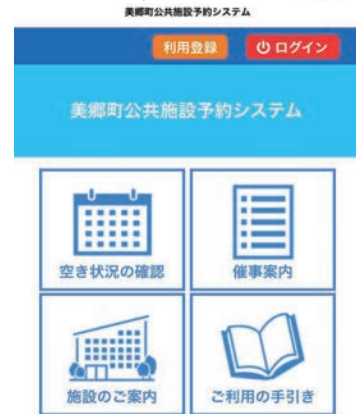 美郷町公共施設予約システム
利用登録
ログイン
美郷町公共施設予約システム
空き状況の確認
催事案内
施設のご案内
ご利用の手引き